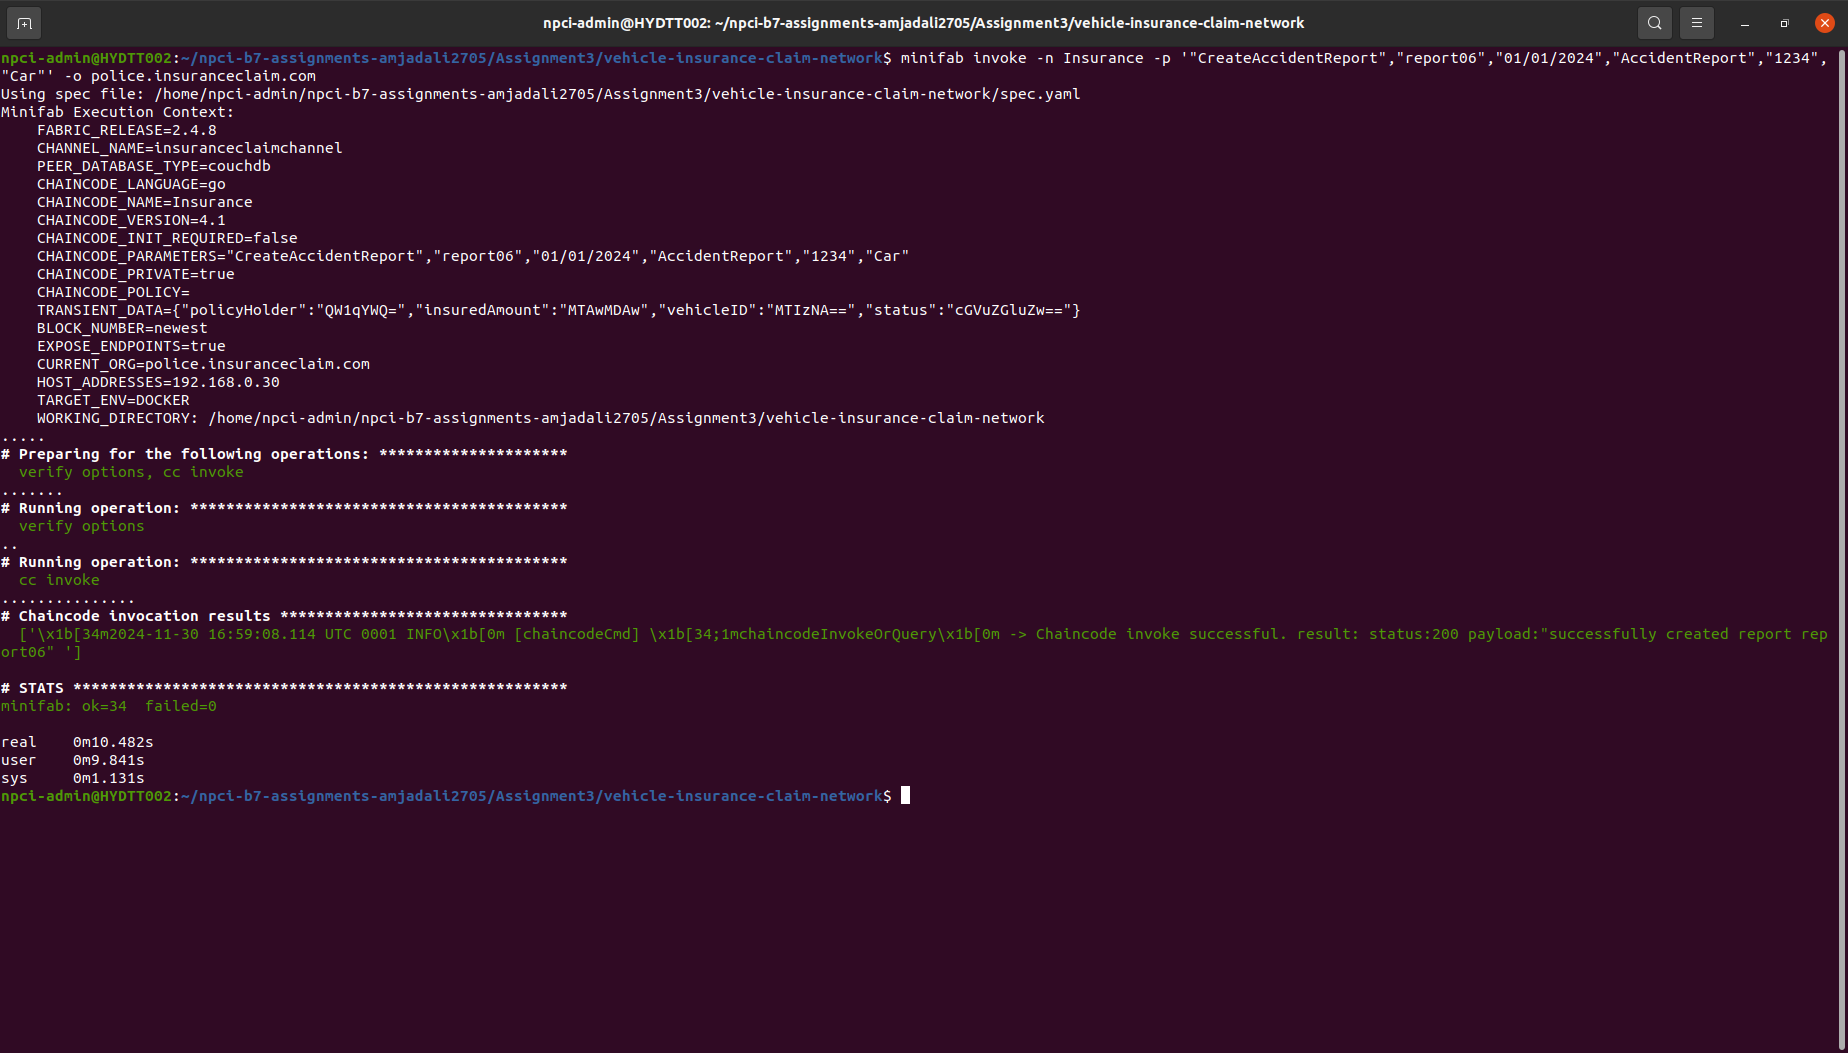 npci-admin@HYDTT002: ~/npci-b7-assignments-amjadali2705/Assignment3/vehicle-insurance-claim-network
npci-admin@HYDTT002:~/npci-b7-assignments-amjadali2705/Assignment3/vehicle-insurance-claim-network$ minifab invoke -n Insurance -p '"CreateAccidentReport","report06","01/01/2024","AccidentReport","1234",
"Car"' -o police.insuranceclaim.com
Using spec file: /home/npci-admin/npci-b7-assignments-amjadali2705/Assignment3/vehicle-insurance-claim-network/spec.yaml
Minifab Execution Context:
    FABRIC_RELEASE=2.4.8
    CHANNEL_NAME=insuranceclaimchannel
    PEER_DATABASE_TYPE=couchdb
    CHAINCODE_LANGUAGE=go
    CHAINCODE_NAME=Insurance
    CHAINCODE_VERSION=4.1
    CHAINCODE_INIT_REQUIRED=false
    CHAINCODE_PARAMETERS="CreateAccidentReport","report06","01/01/2024","AccidentReport","1234","Car"
    CHAINCODE_PRIVATE=true
    CHAINCODE_POLICY=
    TRANSIENT_DATA={"policyHolder":"QW1qYWQ=","insuredAmount":"MTAwMDAw","vehicleID":"MTIzNA==","status":"cGVuZGluZw=="}
    BLOCK_NUMBER=newest
    EXPOSE_ENDPOINTS=true
    CURRENT_ORG=police.insuranceclaim.com
    HOST_ADDRESSES=192.168.0.30
    TARGET_ENV=DOCKER
    WORKING_DIRECTORY: /home/npci-admin/npci-b7-assignments-amjadali2705/Assignment3/vehicle-insurance-claim-network
.....
# Preparing for the following operations: *********************
  verify options, cc invoke
.......
# Running operation: ******************************************
  verify options
..
# Running operation: ******************************************
  cc invoke
...............
# Chaincode invocation results ********************************
  ['\x1b[34m2024-11-30 16:59:08.114 UTC 0001 INFO\x1b[0m [chaincodeCmd] \x1b[34;1mchaincodeInvokeOrQuery\x1b[0m -> Chaincode invoke successful. result: status:200 payload:"successfully created report rep
ort06" ']
# STATS *******************************************************
minifab: ok=34  failed=0
real    0m10.482s
user    0m9.841s
sys     0m1.131s
npci-admin@HYDTT002:~/npci-b7-assignments-amjadali2705/Assignment3/vehicle-insurance-claim-network$